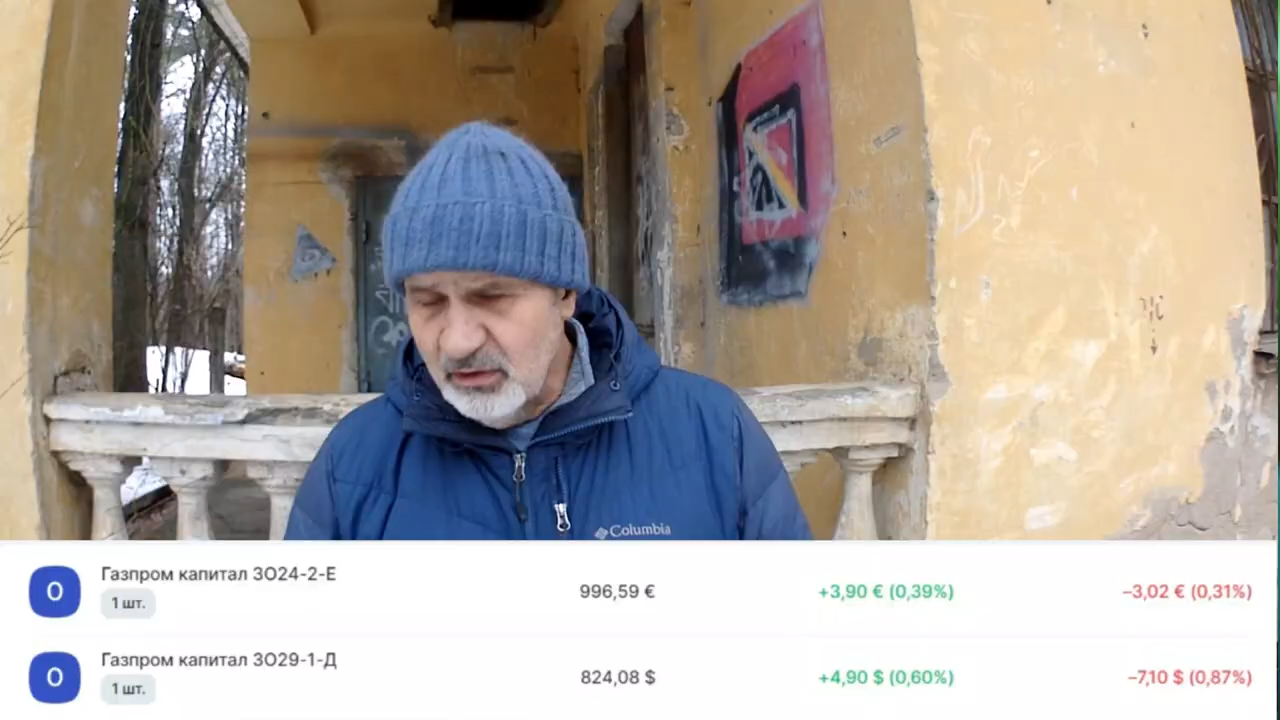 Columbia
О
Газпром капитал ЗО24-2-Е
1 шт.
996,59 €
+3,90 € (0,39%)
−3,02 € (0,31%)
О
Газпром капитал ЗО29-1-Д
1 шт.
824,08 $
+4,90 $ (0,60%)
−7,10 $ (0,87%)